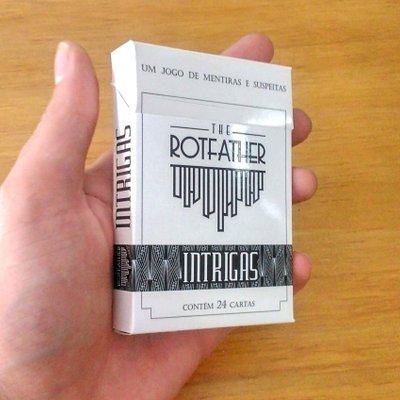 UM JOGO DE MENTIRAS E SUSPEITAS
THE
ROTFATHER
INTRIGAS
CONTÉM 24 CARTAS
INTRIGAS